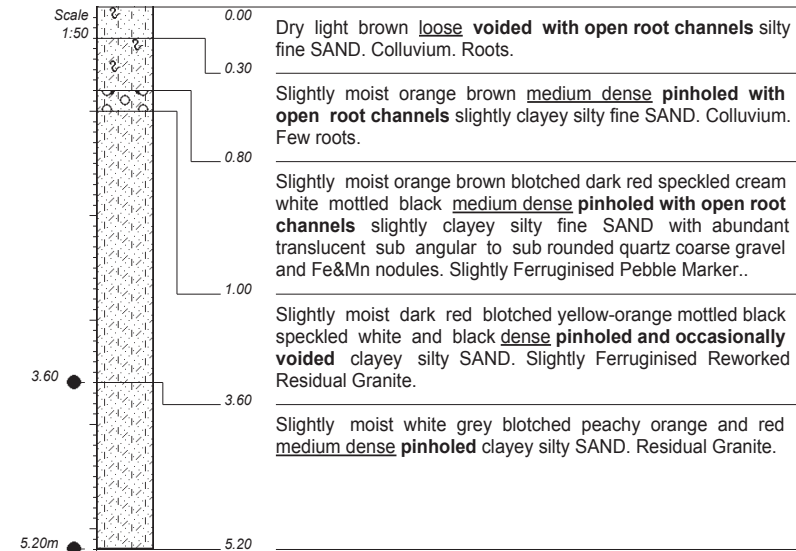 Scale
1:50
0.00
Dry light brown loose voided with open root channels silty
fine SAND. Colluvium. Roots.
0.30
Slightly moist orange brown medium dense pinholed with
open root channels slightly clayey silty fine SAND. Colluvium.
Few roots.
0.80
Slightly moist orange brown blotched dark red speckled cream
white mottled black medium dense pinholed with open root
channels slightly clayey silty fine SAND with abundant
translucent sub angular to sub rounded quartz coarse gravel
and Fe&Mn nodules. Slightly Ferruginised Pebble Marker..
1.00
Slightly moist dark red blotched yellow-orange mottled black
speckled white and black dense pinholed and occasionally
voided clayey silty SAND. Slightly Ferruginised Reworked
Residual Granite.
3.60
3.60
Slightly moist white grey blotched peachy orange and red
medium dense pinholed clayey silty SAND. Residual Granite.
5.20m
5.20